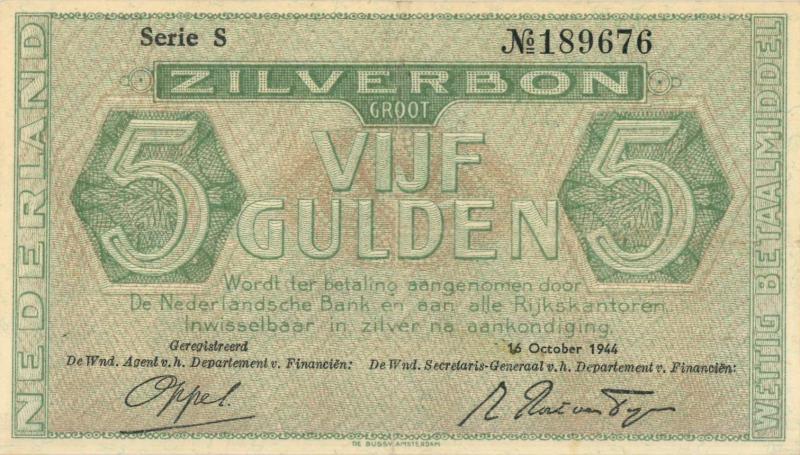 Serie S
№189676
ZILVERBON
GROOT
NEDERLAND
5
VIJF
GULDEN
5
WETTIG BETAALMIDDEL
Wordt ter betaling aangenomen door
De Nederlandsche Bank en aan alle Rijkskantoren.
Inwisselbaar in zilver na aankondiging.
Geregistreerd
16 October 1944
De Wnd. Agent v.h. Departement v. Financiën:
De Wnd. Secretaris-Generaal v.h. Departement v. Financiën:
Oppel.
DE BUSSY AMSTERDAM